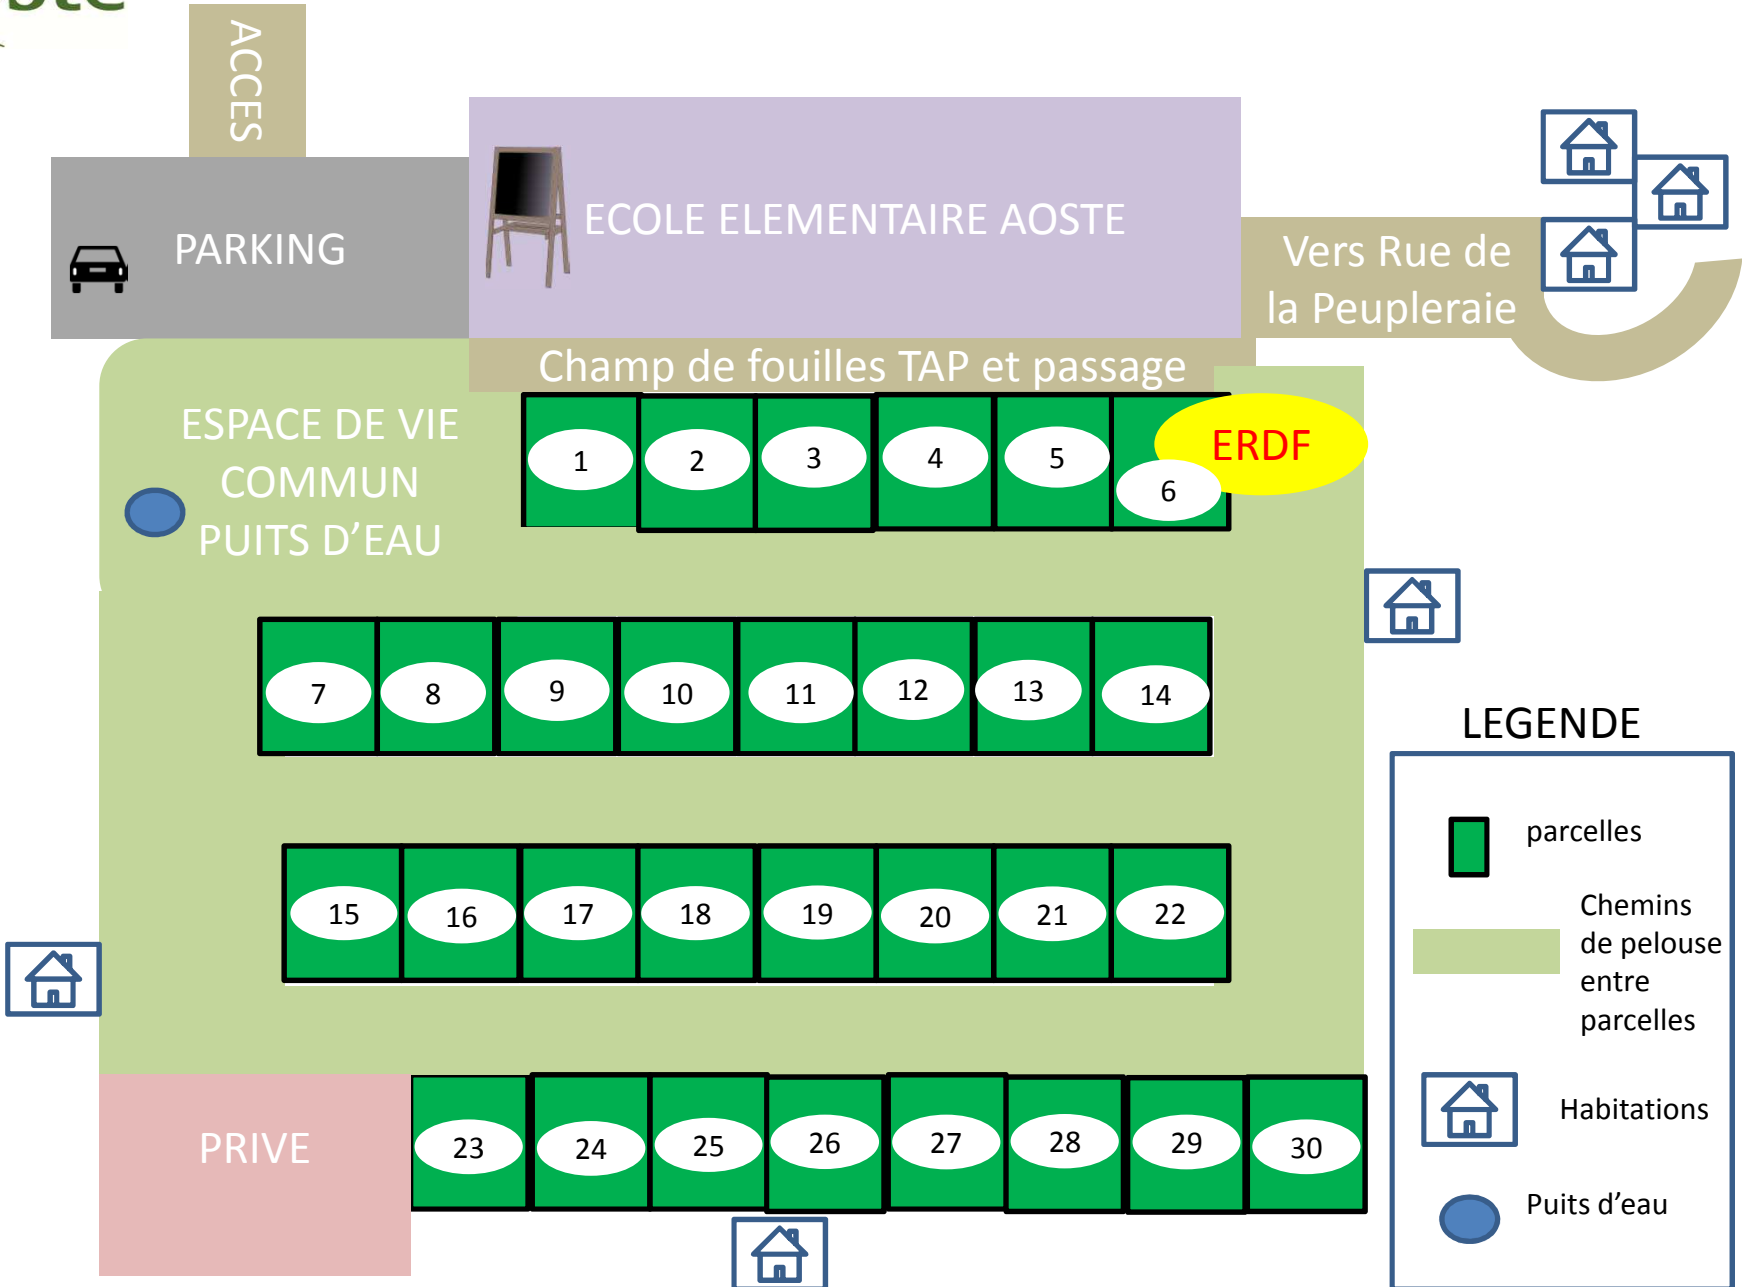 ACCES
PARKING
ECOLE ELEMENTAIRE AOSTE
Vers Rue de
la Peupleraie
Champ de fouilles TAP et passage
ESPACE DE VIE
COMMUN
PUITS D’EAU
ERDF
1 2 3 4 5 6
7 8 9 10 11 12 13 14
15 16 17 18 19 20 21 22
PRIVE
23 24 25 26 27 28 29 30
LEGENDE
parcelles
Chemins
de pelouse
entre
parcelles
Habitations
Puits d’eau